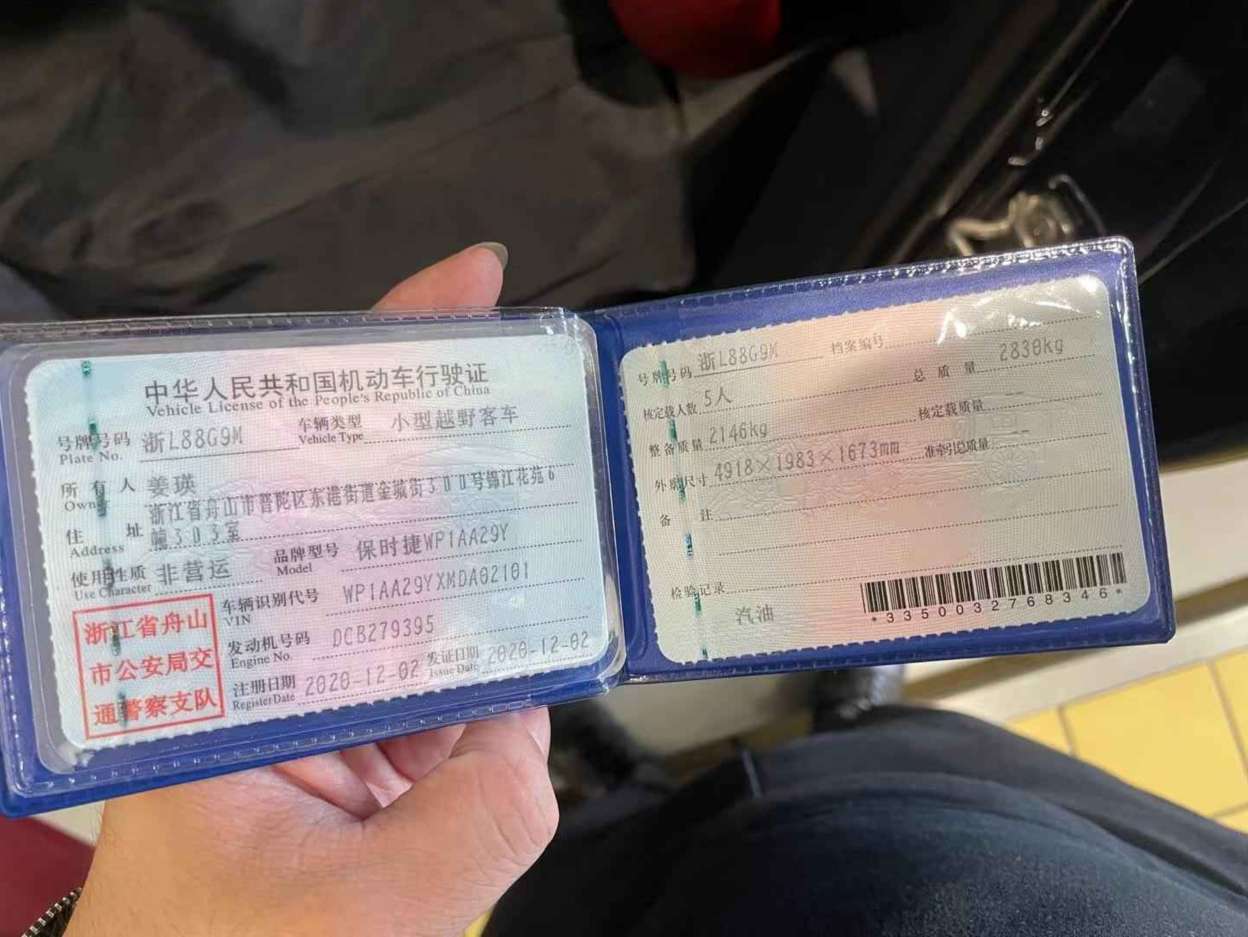 中华人民共和国机动车行驶证
Vehicle License of the People's Republic of China
号牌号码 浙L88G9M 车辆类型 小型越野客车
Plate No. Vehicle Type
所有人 姜瑛
Owner
住址 浙江省舟山市普陀区东港街道金城街300号锦江花苑6
Address 幢303室
使用性质 非营运 品牌型号 保时捷WP1AA29Y
Use Character Model
车辆识别代号 WP1AA29YXMDA02101
VIN
发动机号码 DCB279395
Engine No.
注册日期 2020-12-02 发证日期 2020-12-02
Register Date Issue Date
浙江省舟山
市公安局交
通警察支队
号牌号码 浙L88G9M 档案编号
核定载人数 5人 总质量 2830kg
整备质量 2146kg 核定载质量 --
外廓尺寸 4918×1983×1673mm 准牵引总质量 --
备注
检验记录
汽油
*3350032768346*